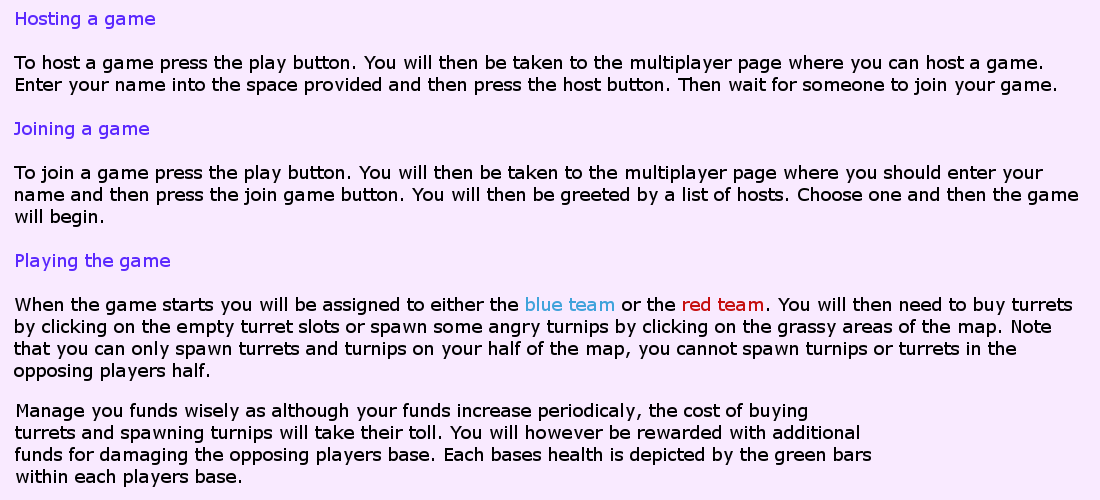 Hosting a game
To host a game press the play button. You will then be taken to the multiplayer page where you can host a game.
Enter your name into the space provided and then press the host button. Then wait for someone to join your game.
Joining a game
To join a game press the play button. You will then be taken to the multiplayer page where you should enter your
name and then press the join game button. You will then be greeted by a list of hosts. Choose one and then the game
will begin.
Playing the game
When the game starts you will be assigned to either the blue team or the red team. You will then need to buy turrets
by clicking on the empty turret slots or spawn some angry turnips by clicking on the grassy areas of the map. Note
that you can only spawn turrets and turnips on your half of the map, you cannot spawn turnips or turrets in the
opposing players half.
Manage you funds wisely as although your funds increase periodicaly, the cost of buying
turrets and spawning turnips will take their toll. You will however be rewarded with additional
funds for damaging the opposing players base. Each bases health is depicted by the green bars
within each players base.